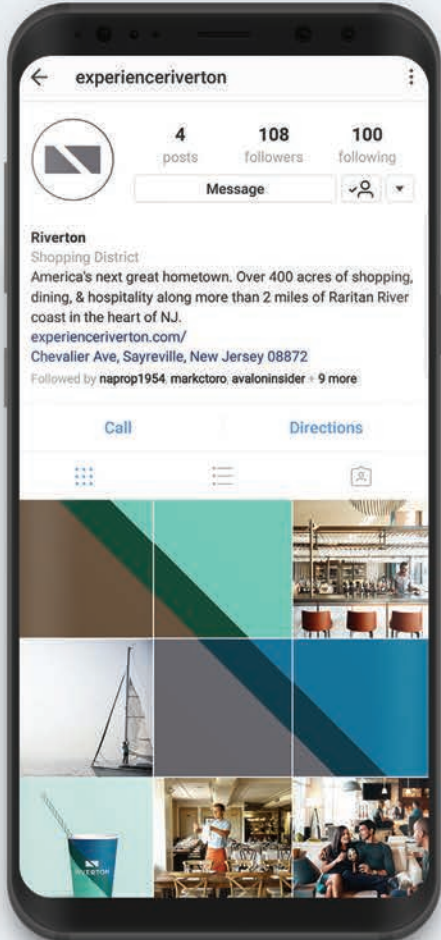 experienceriverton
4 108 100
posts followers following
Message
Riverton
Shopping District
America's next great hometown. Over 400 acres of shopping,
dining, & hospitality along more than 2 miles of Raritan River
coast in the heart of NJ.
experienceriverton.com/
Chevalier Ave, Sayreville, New Jersey 08872
Followed by naprop1954, markctoro, avaloninsider + 9 more
Call Directions
RIVERTON